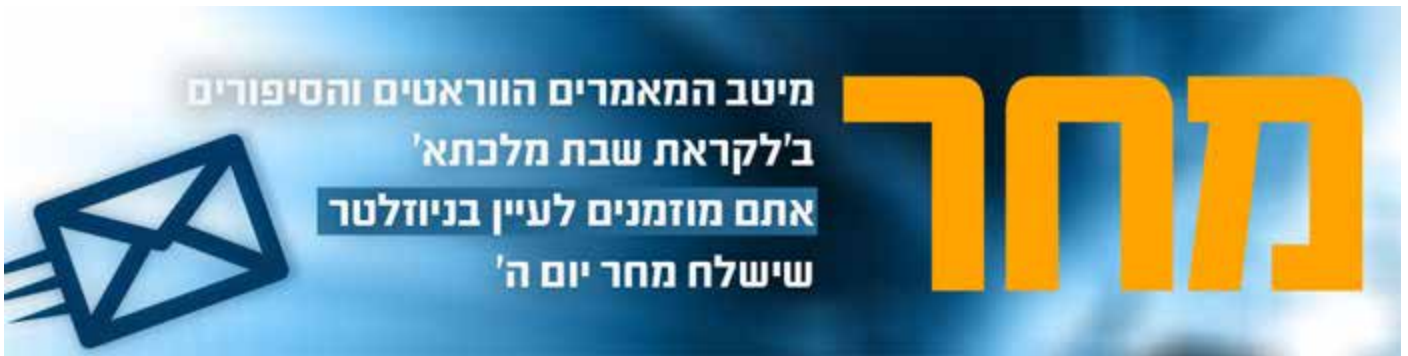 מחר
מיטב המאמרים הווראטים והסיפורים
ב'לקראת שבת מלכתא'
אתם מוזמנים לעיין בניוזלטר
שישלח מחר יום ה'